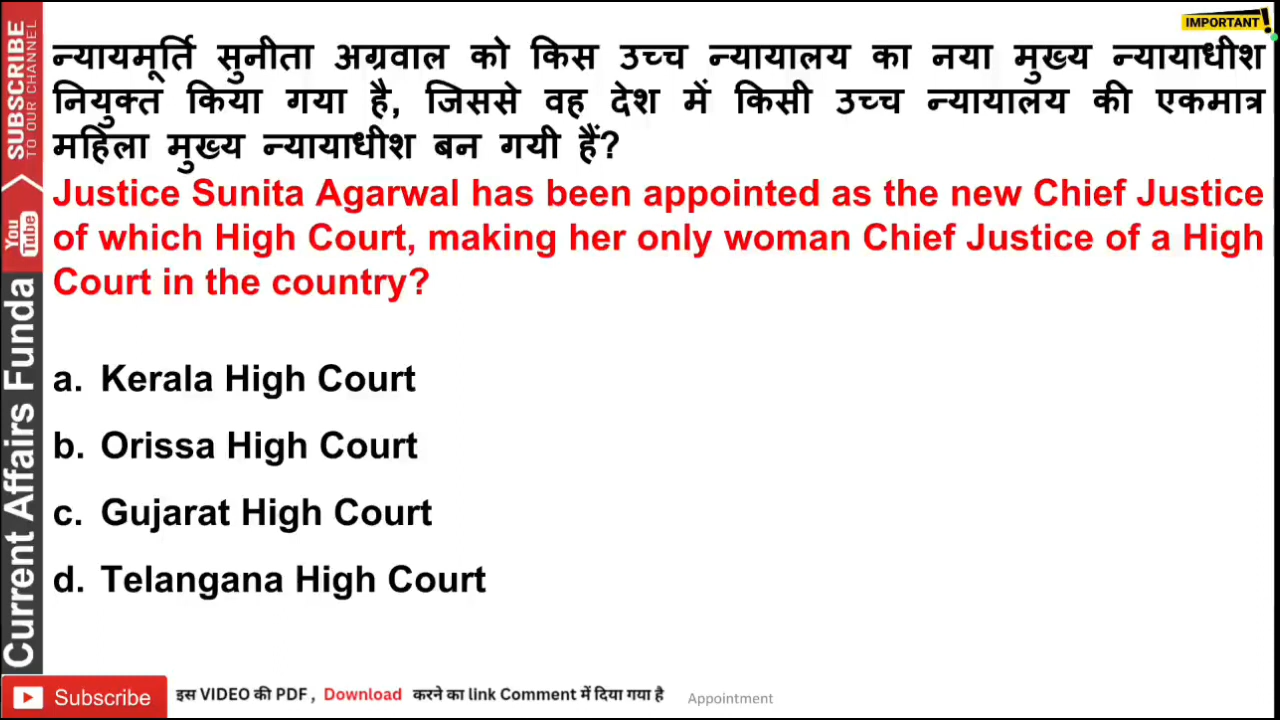 IMPORTANT !
न्यायमूर्ति सुनीता अग्रवाल को किस उच्च न्यायालय का नया मुख्य न्यायाधीश
नियुक्त किया गया है, जिससे वह देश में किसी उच्च न्यायालय की एकमात्र
महिला मुख्य न्यायाधीश बन गयी हैं?
Justice Sunita Agarwal has been appointed as the new Chief Justice
of which High Court, making her only woman Chief Justice of a High
Court in the country?
a. Kerala High Court
b. Orissa High Court
c. Gujarat High Court
d. Telangana High Court
SUBSCRIBE
TO OUR CHANNEL
You Tube
Current Affairs Funda
Subscribe
इस VIDEO की PDF , Download करने का link Comment में दिया गया है
Appointment